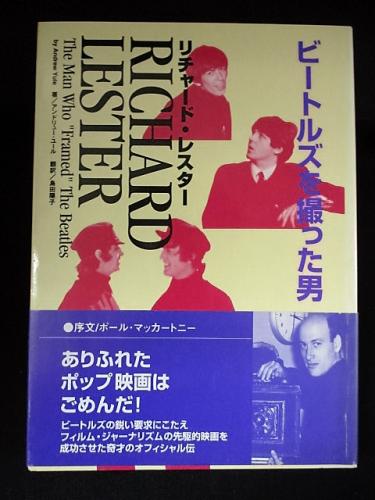 ビートルズを撮った男
リチャード・レスター
RICHARD
LESTER
The Man Who "Framed" The Beatles
by Andrew Yule 著/アンドリュー・ユール 翻訳/島田陽子
●序文/ポール・マッカートニー
ありふれた
ポップ映画は
ごめんだ!
ビートルズの鋭い要求にこたえ
フィルム・ジャーナリズムの先駆的映画を
成功させた奇才のオフィシャル伝